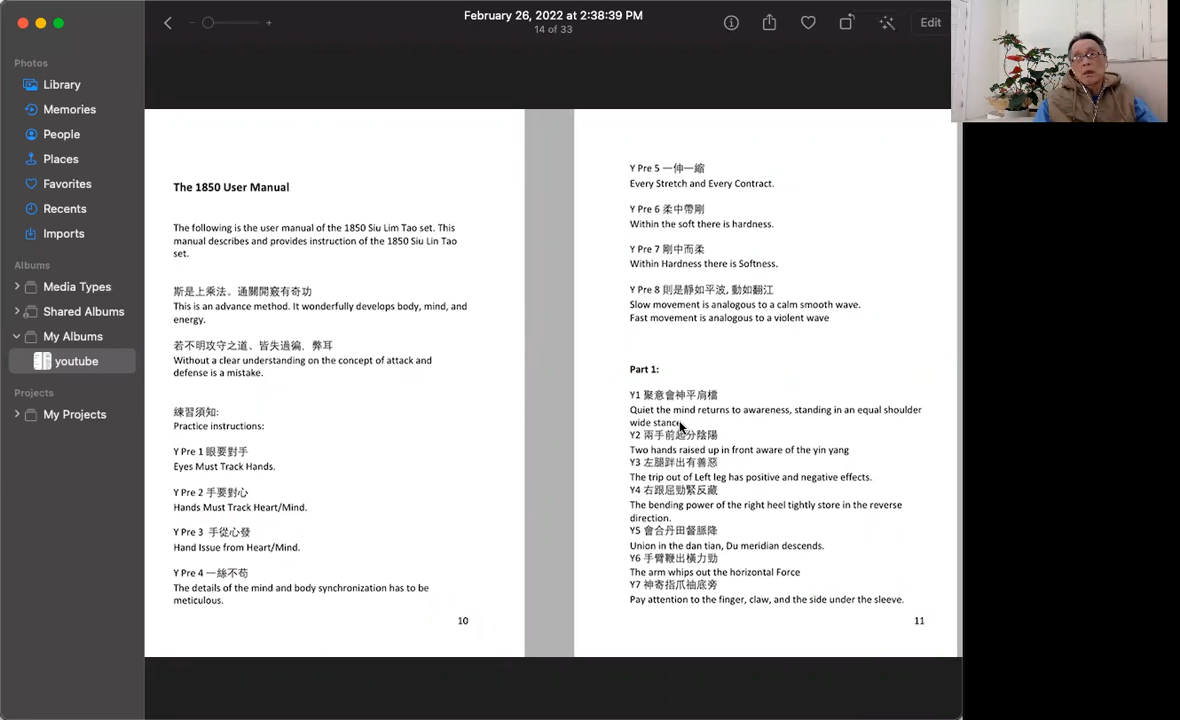 February 26, 2022 at 2:38:39 PM
14 of 33
Edit
Photos
Library
Memories
People
Places
Favorites
Recents
Imports
Albums
Media Types
Shared Albums
My Albums
youtube
Projects
My Projects
The 1850 User Manual
The following is the user manual of the 1850 Siu Lim Tao set. This
manual describes and provides instruction of the 1850 Siu Lin Tao
set.
斯是上乘法。通關開竅有奇功
This is an advance method. It wonderfully develops body, mind, and
energy.
若不明攻守之道、皆失過徧，弊耳
Without a clear understanding on the concept of attack and
defense is a mistake.
練習須知:
Practice instructions:
Y Pre 1 眼要對手
Eyes Must Track Hands.
Y Pre 2 手要對心
Hands Must Track Heart/Mind.
Y Pre 3 手從心發
Hand Issue from Heart/Mind.
Y Pre 4 一絲不苟
The details of the mind and body synchronization has to be
meticulous.
10
Y Pre 5 一伸一縮
Every Stretch and Every Contract.
Y Pre 6 柔中帶剛
Within the soft there is hardness.
Y Pre 7 剛中而柔
Within Hardness there is Softness.
Y Pre 8 則是靜如平波, 動如翻江
Slow movement is analogous to a calm smooth wave.
Fast movement is analogous to a violent wave
Part 1:
Y1 聚意會神平肩檔
Quiet the mind returns to awareness, standing in an equal shoulder
wide stance
Y2 兩手前起分陰陽
Two hands raised up in front aware of the yin yang
Y3 左腿跘出有善惡
The trip out of Left leg has positive and negative effects.
Y4 右跟屈勁緊反藏
The bending power of the right heel tightly store in the reverse
direction.
Y5 會合丹田督脈降
Union in the dan tian, Du meridian descends.
Y6 手臂鞭出橫力勁
The arm whips out the horizontal Force
Y7 神寄指爪袖底旁
Pay attention to the finger, claw, and the side under the sleeve.
11